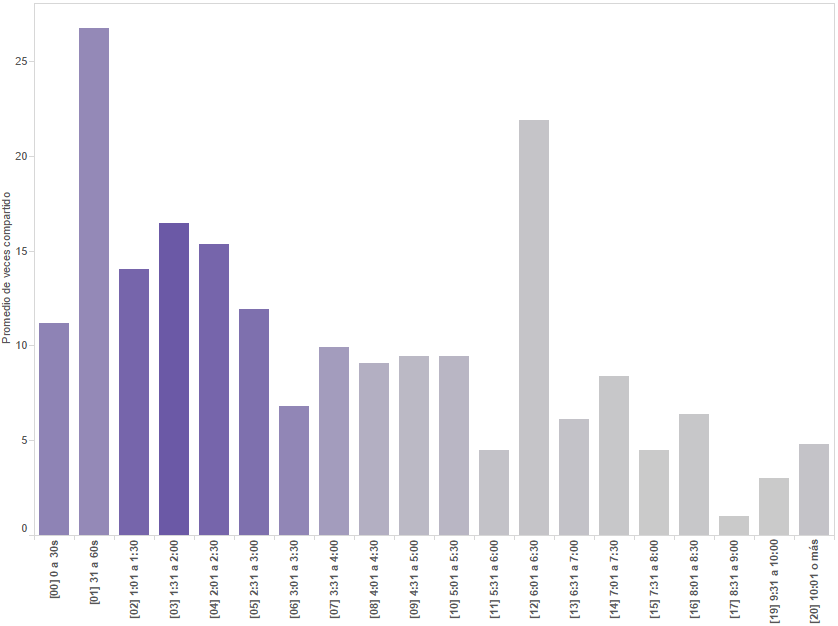 Promedio de veces compartido
25
20
15
10
5
0
[00] 0 a 30s
[01] 31 a 60s
[02] 1:01 a 1:30
[03] 1:31 a 2:00
[04] 2:01 a 2:30
[05] 2:31 a 3:00
[06] 3:01 a 3:30
[07] 3:31 a 4:00
[08] 4:01 a 4:30
[09] 4:31 a 5:00
[10] 5:01 a 5:30
[11] 5:31 a 6:00
[12] 6:01 a 6:30
[13] 6:31 a 7:00
[14] 7:01 a 7:30
[15] 7:31 a 8:00
[16] 8:01 a 8:30
[17] 8:31 a 9:00
[19] 9:31 a 10:00
[20] 10:01 o más